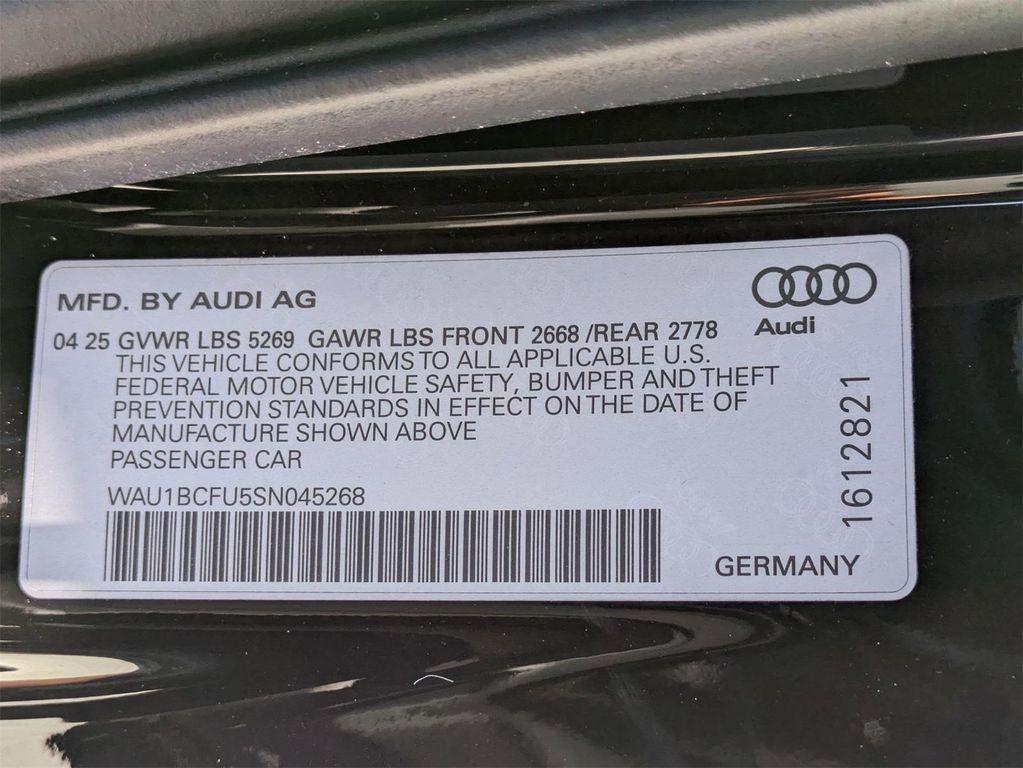 MFD. BY AUDI AG
Audi
04 25 GVWR LBS 5269 GAWR LBS FRONT 2668 /REAR 2778
THIS VEHICLE CONFORMS TO ALL APPLICABLE U.S.
FEDERAL MOTOR VEHICLE SAFETY, BUMPER AND THEFT
PREVENTION STANDARDS IN EFFECT ON THE DATE OF
MANUFACTURE SHOWN ABOVE
PASSENGER CAR
WAU1BCFU5SN045268
1612821
GERMANY